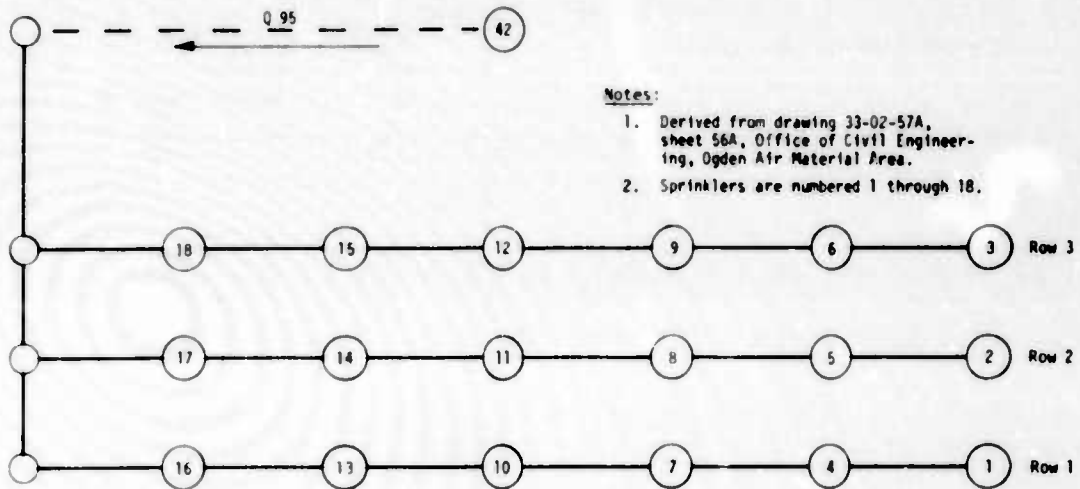 Q 95
42
Notes:
1. Derived from drawing 33-02-57A,
sheet 56A, Office of Civil Engineer-
ing, Ogden Air Material Area.
2. Sprinklers are numbered 1 through 18.
18 15 12 9 6 3 Row 3
17 14 11 8 5 2 Row 2
16 13 10 7 4 1 Row 1